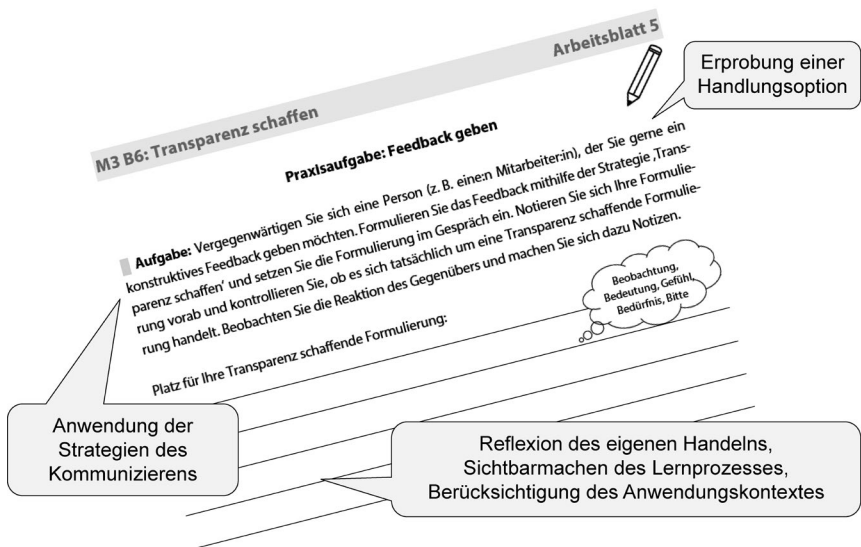 Arbeitsblatt 5
M3 B6: Transparenz schaffen
Erprobung einer
Handlungsoption
Praxisaufgabe: Feedback geben
Aufgabe: Vergegenwärtigen Sie sich eine Person (z. B. eine:n Mitarbeiter:in), der Sie gerne ein
konstruktives Feedback geben möchten. Formulieren Sie das Feedback mithilfe der Strategie ‚Trans-
parenz schaffen‘ und setzen Sie die Formulierung im Gespräch ein. Notieren Sie sich Ihre Formulie-
rung vorab und kontrollieren Sie, ob es sich tatsächlich um eine Transparenz schaffende Formulie-
rung handelt. Beobachten Sie die Reaktion des Gegenübers und machen Sie sich dazu Notizen.
Beobachtung,
Bedeutung, Gefühl,
Bedürfnis, Bitte
Platz für Ihre Transparenz schaffende Formulierung:
Anwendung der
Strategien des
Kommunizierens
Reflexion des eigenen Handelns,
Sichtbarmachen des Lernprozesses,
Berücksichtigung des Anwendungskontextes